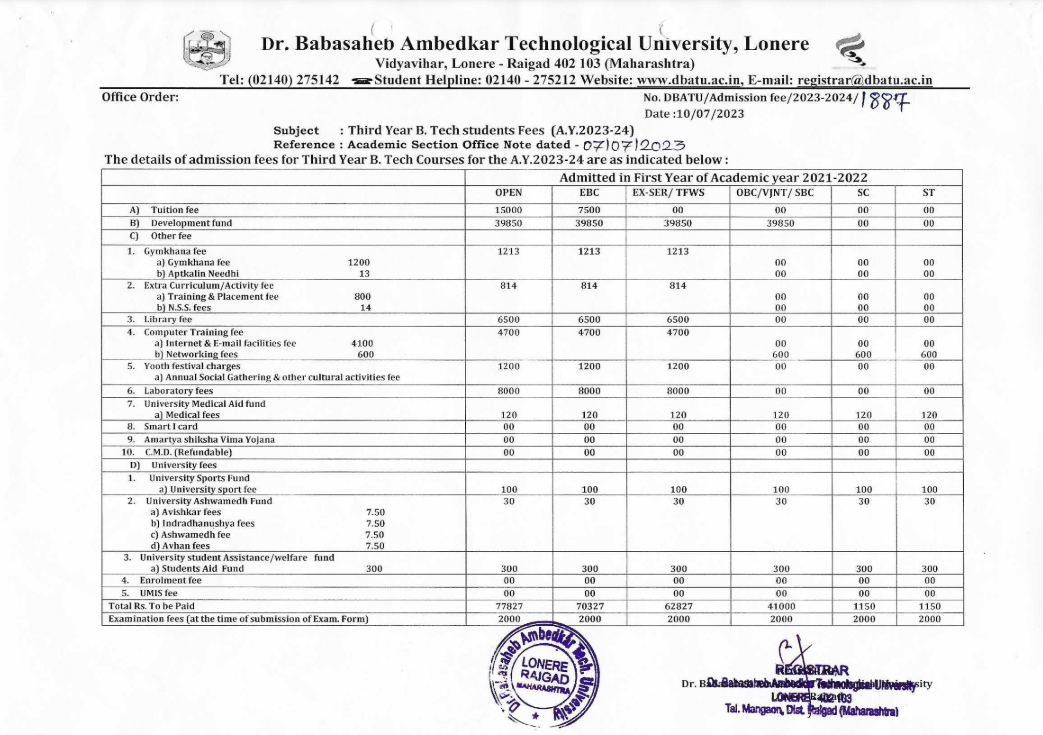 Dr. Babasaheb Ambedkar Technological University, Lonere
Vidyavihar, Lonere - Raigad 402 103 (Maharashtra)
Tel: (02140) 275142 Student Helpline: 02140 - 275212 Website: www.dbatu.ac.in, E-mail: registrar@dbatu.ac.in
Office Order: No. DBATU/Admission fee/2023-2024/1887
Date :10/07/2023
Subject : Third Year B. Tech students Fees (A.Y.2023-24)
Reference : Academic Section Office Note dated - 07/07/2023
The details of admission fees for Third Year B. Tech Courses for the A.Y.2023-24 are as indicated below :
Admitted in First Year of Academic year 2021-2022
OPEN EBC EX-SER/ TFWS OBC/VJNT/ SBC SC ST
A) Tuition fee 15000 7500 00 00 00 00
B) Development fund 39850 39850 39850 39850 00 00
C) Other fee
1. Gymkhana fee 1213 1213 1213
a) Gymkhana fee 1200 00 00 00
b) Aptkalin Needhi 13 00 00 00
2. Extra Curriculum/Activity fee 814 814 814
a) Training & Placement fee 800 00 00 00
b) N.S.S. fees 14 00 00 00
3. Library fee 6500 6500 6500 00 00 00
4. Computer Training fee 4700 4700 4700
a) Internet & E-mail facilities fee 4100 00 00 00
b) Networking fees 600 600 600 600
5. Youth festival charges 1200 1200 1200 00 00 00
a) Annual Social Gathering & other cultural activities fee
6. Laboratory fees 8000 8000 8000 00 00 00
7. University Medical Aid fund
a) Medical fees 120 120 120 120 120 120
8. Smart I card 00 00 00 00 00 00
9. Amartya shiksha Vima Yojana 00 00 00 00 00 00
10. C.M.D. (Refundable) 00 00 00 00 00 00
D) University fees
1. University Sports Fund
a) University sport fee 100 100 100 100 100 100
2. University Ashwamedh Fund 30 30 30 30 30 30
a) Avishkar fees 7.50
b) Indradhanushya fees 7.50
c) Ashwamedh fee 7.50
d) Avhan fees 7.50
3. University student Assistance/welfare fund
a) Students Aid Fund 300 300 300 300 300 300 300
4. Enrolment fee 00 00 00 00 00 00
5. UMIS fee 00 00 00 00 00 00
Total Rs. To be Paid 77827 70327 62827 41000 1150 1150
Examination fees (at the time of submission of Exam. Form) 2000 2000 2000 2000 2000 2000
Dr. Babasaheb Ambedkar Tech. University
LONERE
RAIGAD
MAHARASHTRA
REGISTRAR
Dr. Babasaheb Ambedkar Technological University
LONERE - 402 103
Tal. Mangaon, Dist. Raigad (Maharashtra)